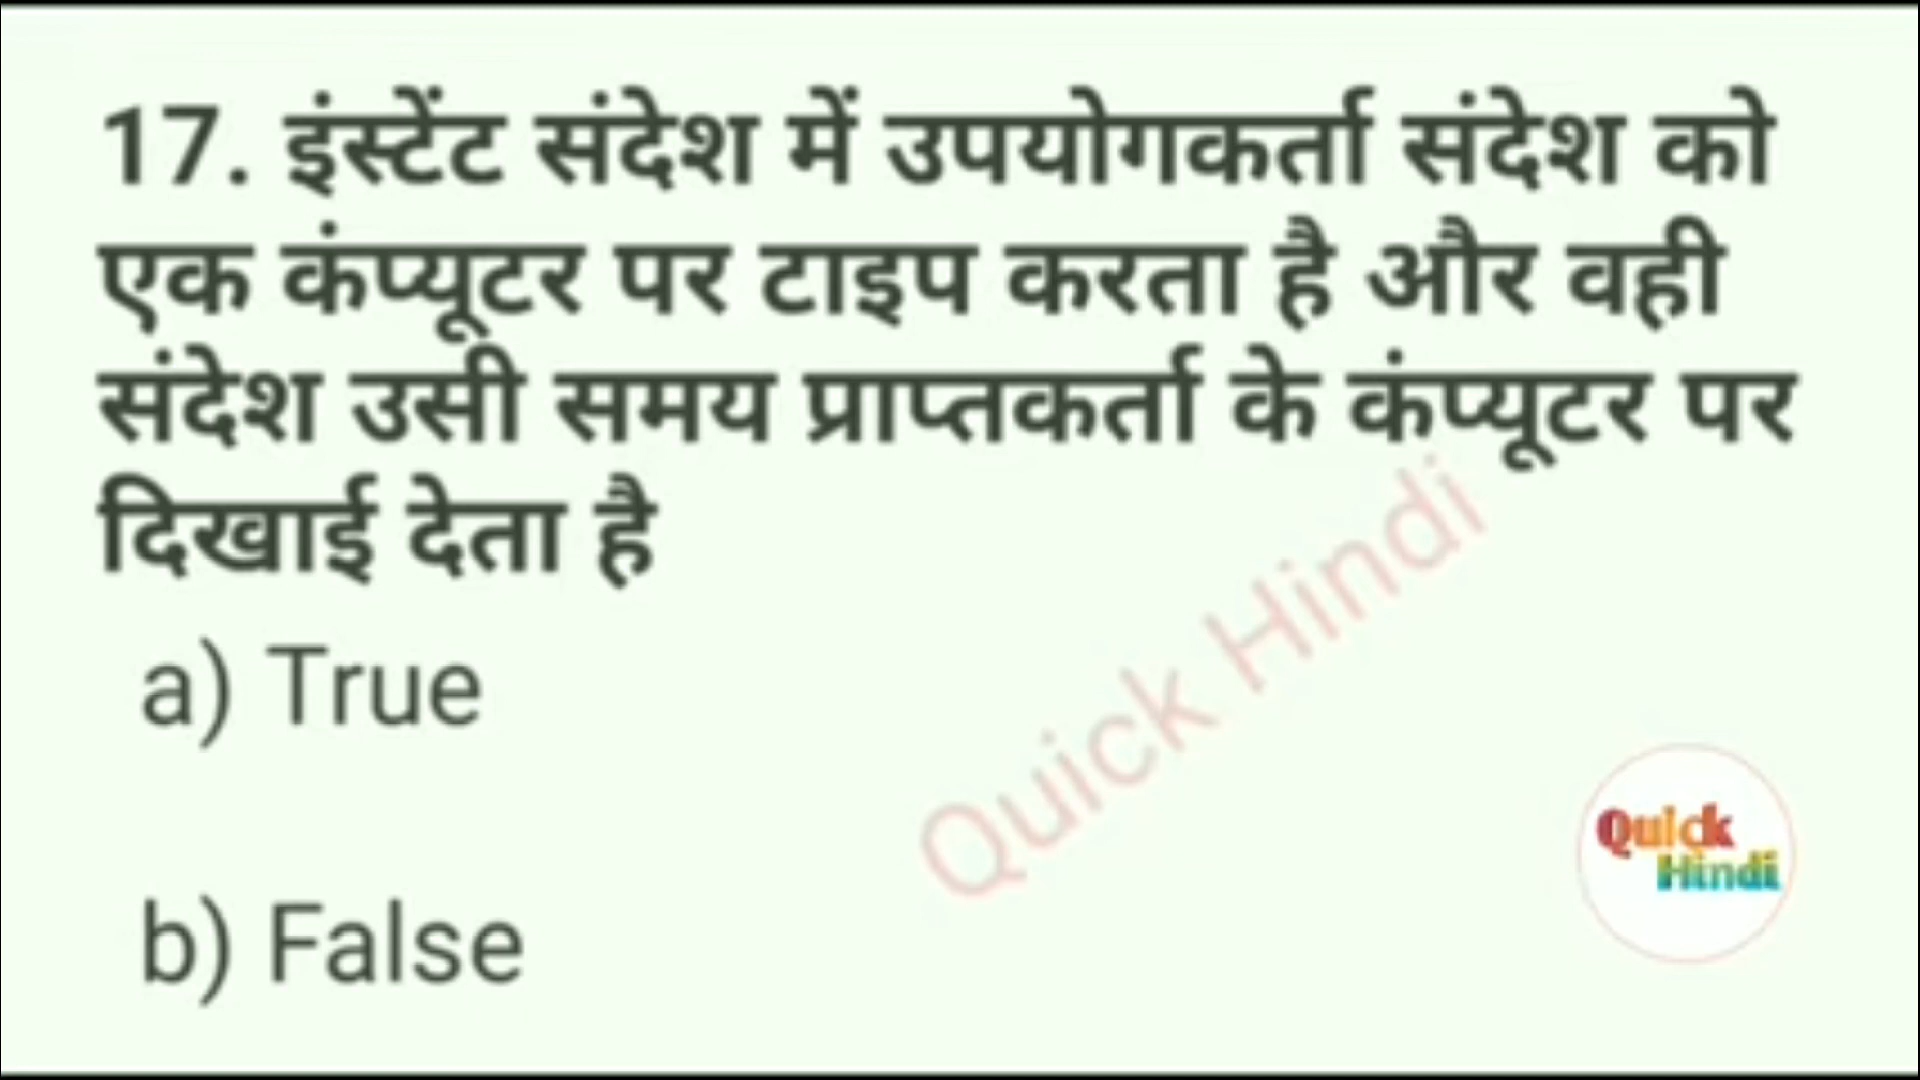 17. इंस्टेंट संदेश में उपयोगकर्ता संदेश को
एक कंप्यूटर पर टाइप करता है और वही
संदेश उसी समय प्राप्तकर्ता के कंप्यूटर पर
दिखाई देता है
a) True
b) False
Quick Hindi
Quick
Hindi